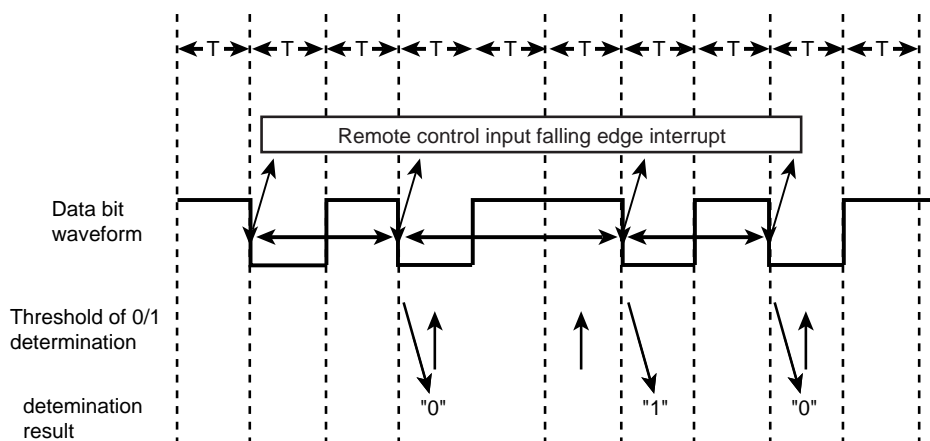 T T T T T T T T T T
Remote control input falling edge interrupt
Data bit
waveform
Threshold of 0/1
determination
detemination
result
"0" "1" "0"